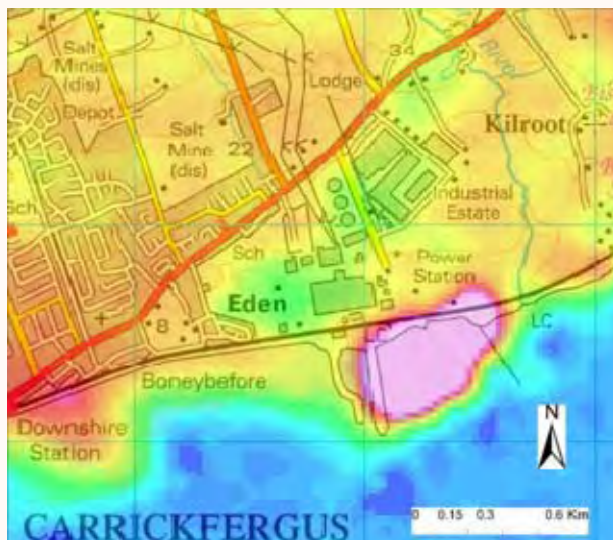 Salt
Mines
(dis)
Depot
34
River
Lodge
Salt
Mine
(dis)
22
Kilroot
Sch
Industrial
Estate
Sch
Power
Station
Eden
8
LC
Boneybefore
Downshire
Station
N
CARRICKFERGUS
0 0.15 0.3 0.6 Km